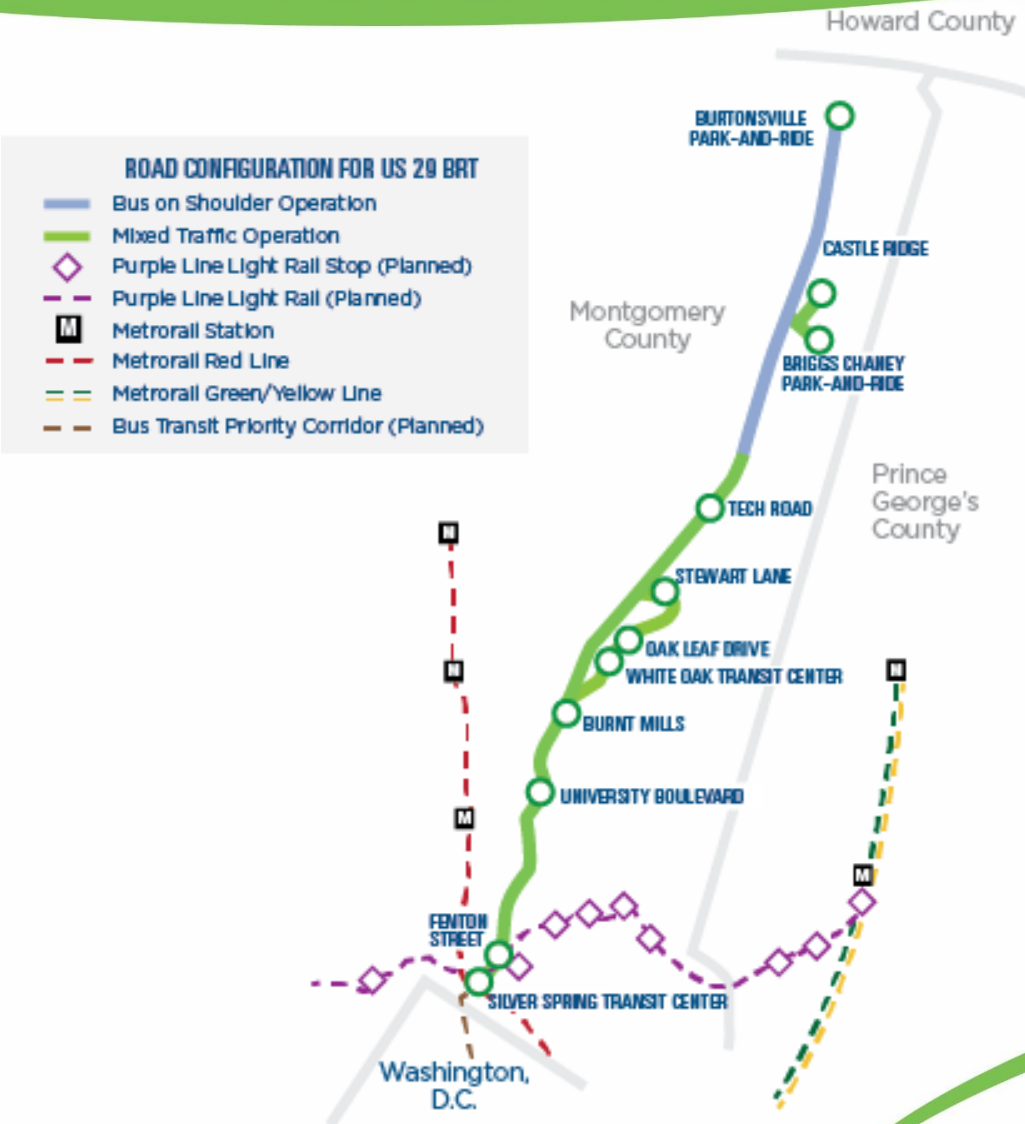 Howard County
BURTONSVILLE
PARK-AND-RIDE
ROAD CONFIGURATION FOR US 29 BRT
Bus on Shoulder Operation
Mixed Traffic Operation
Purple Line Light Rail Stop (Planned)
Purple Line Light Rail (Planned)
M Metrorail Station
Metrorail Red Line
Metrorail Green/Yellow Line
Bus Transit Priority Corridor (Planned)
CASTLE RIDGE
Montgomery
County
BRIGGS CHANEY
PARK-AND-RIDE
Prince
George's
County
TECH ROAD
M
STEWART LANE
OAK LEAF DRIVE
M
WHITE OAK TRANSIT CENTER
M
BURNT MILLS
UNIVERSITY BOULEVARD
M
M
FENTON
STREET
SILVER SPRING TRANSIT CENTER
Washington,
D.C.